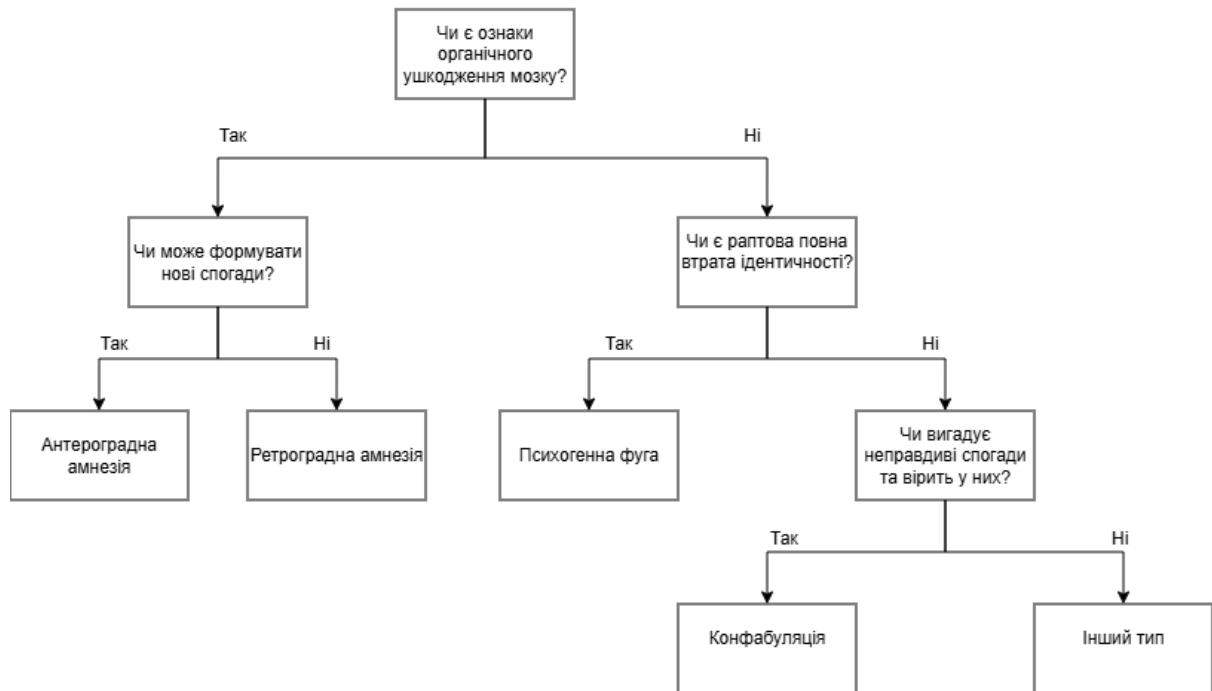 Чи є ознаки
органічного
ушкодження мозку?
Так
Ні
Чи може формувати
нові спогади?
Чи є раптова повна
втрата ідентичності?
Так
Ні
Так
Ні
Антероградна
амнезія
Ретроградна амнезія
Психогенна фуга
Чи вигадує
неправдиві спогади
та вірить у них?
Так
Ні
Конфабуляція
Інший тип